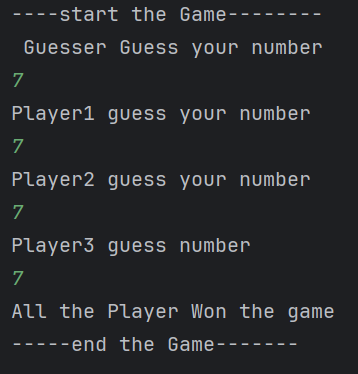 ----start the Game--------
 Guesser Guess your number
7
Player1 guess your number
7
Player2 guess your number
7
Player3 guess number
7
All the Player Won the game
-----end the Game-------